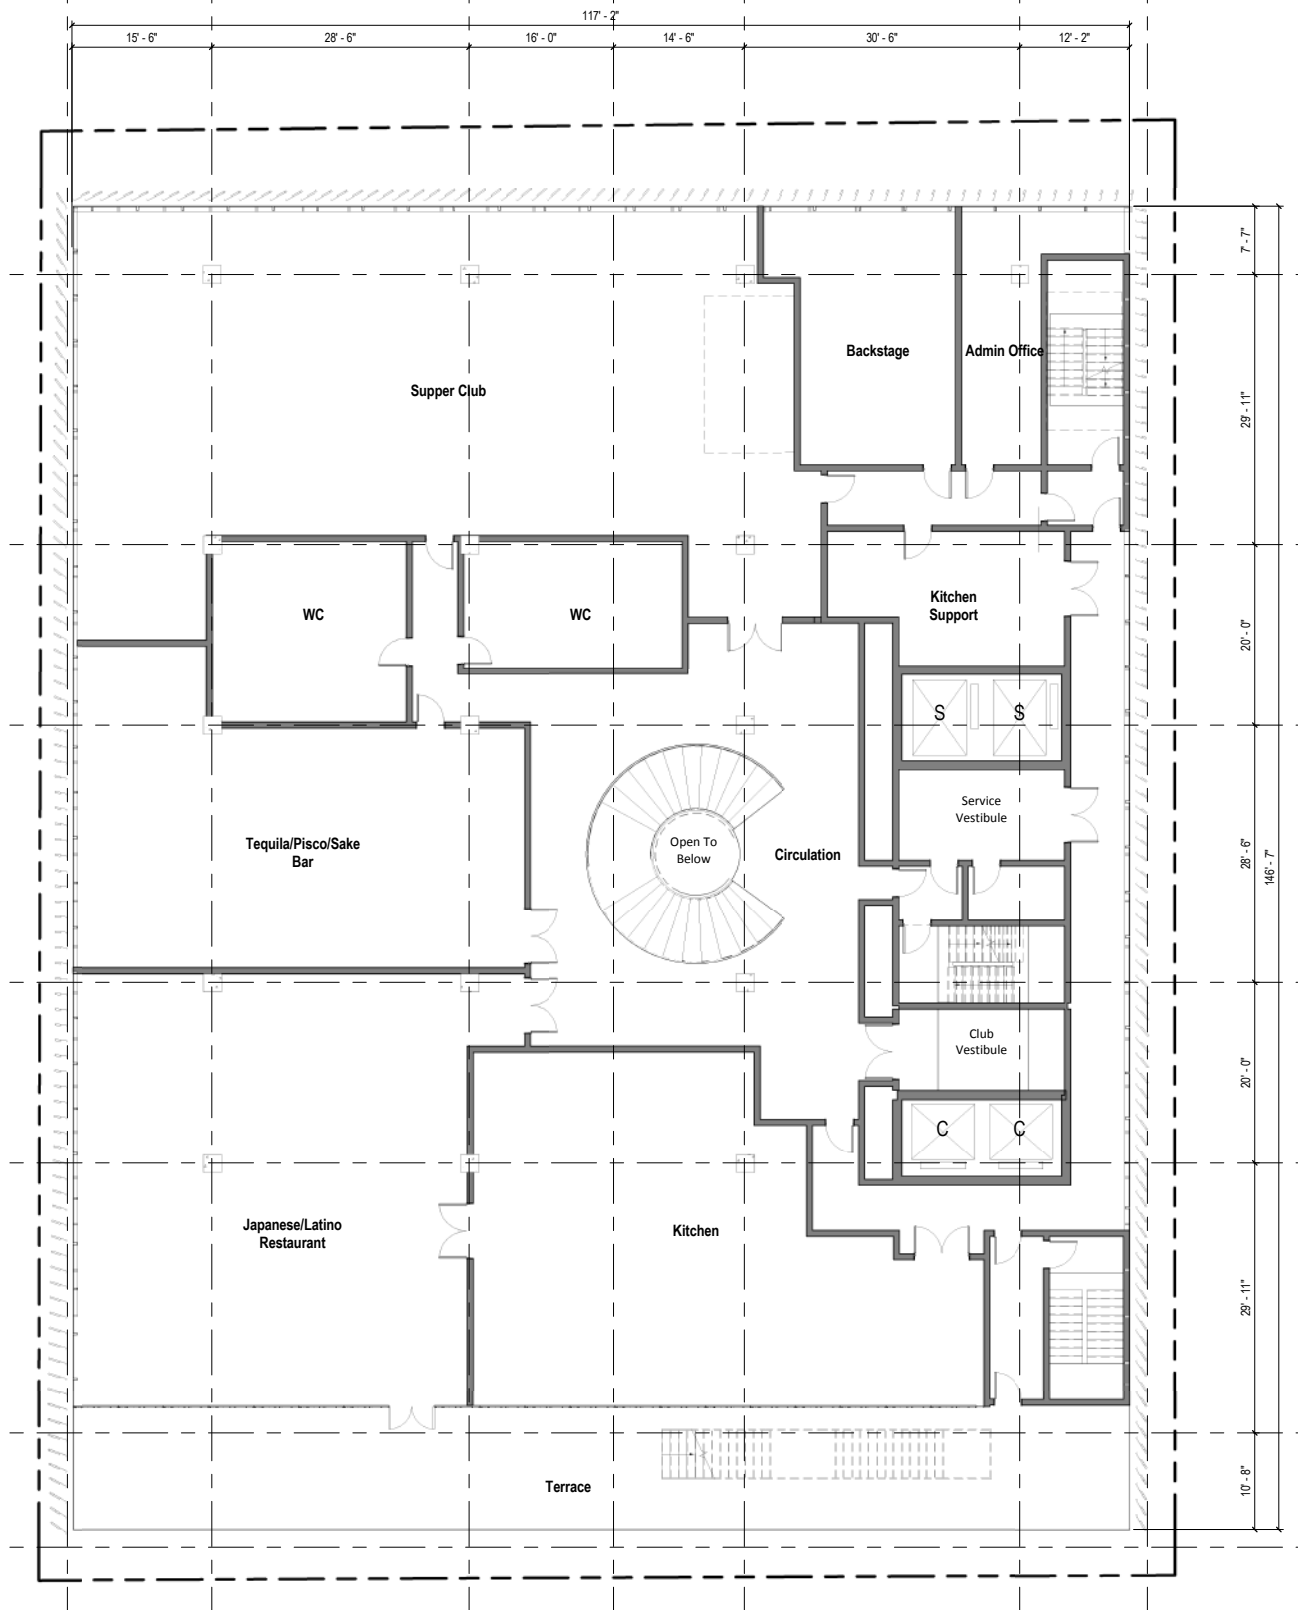 117' - 2"
15' - 6"
28' - 6"
16' - 0"
14' - 6"
30' - 6"
12' - 2"
7' - 7"
29' - 11"
20' - 0"
28' - 6"
146' - 7"
20' - 0"
29' - 11"
10' - 8"
Backstage
Admin Office
Supper Club
WC
WC
Kitchen
Support
S
S
Service
Vestibule
Tequila/Pisco/Sake
Bar
Open To
Below
Circulation
Club
Vestibule
C
C
Japanese/Latino
Restaurant
Kitchen
Terrace